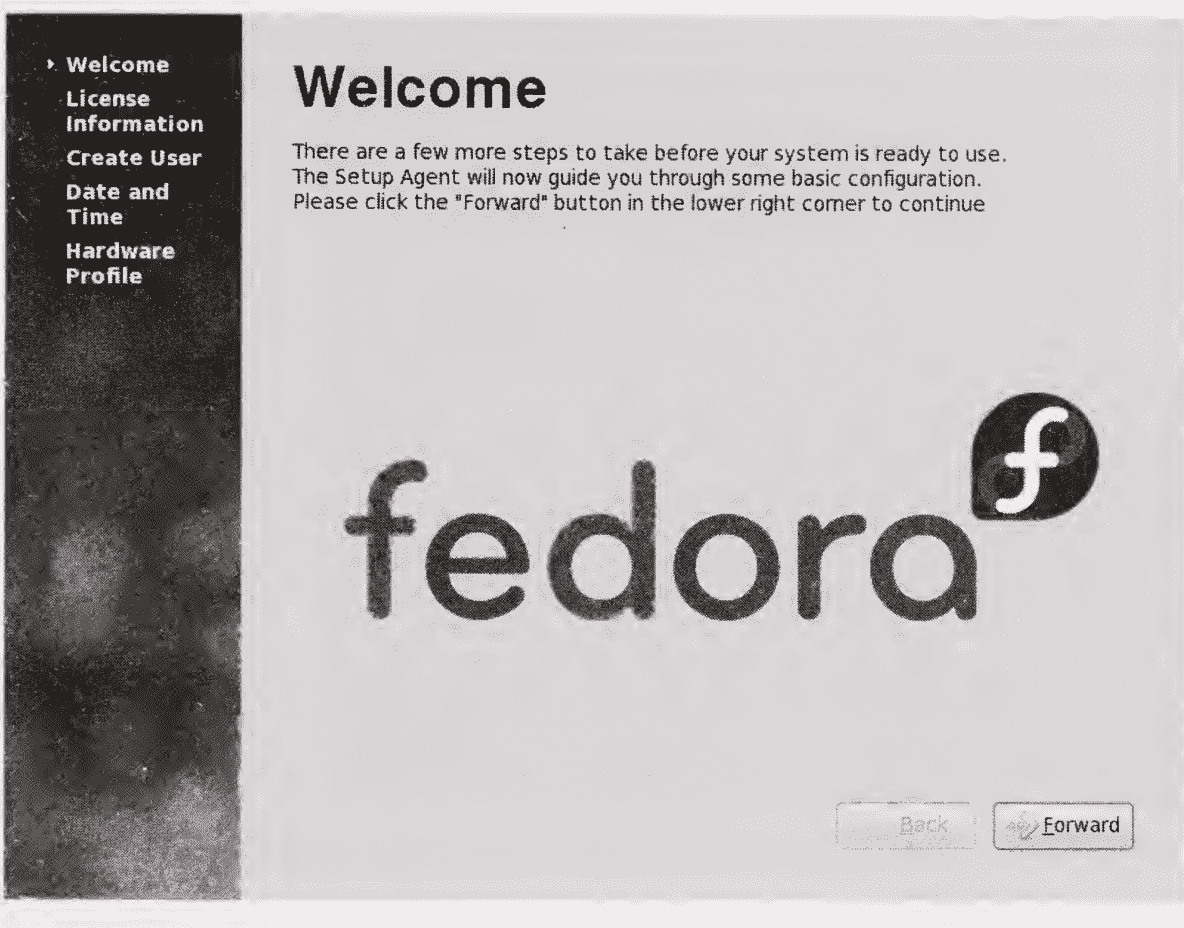 Welcome
License
Information
Create User
Date and
Time
Hardware
Profile
Welcome
There are a few more steps to take before your system is ready to use.
The Setup Agent will now guide you through some basic configuration.
Please click the "Forward" button in the lower right corner to continue
fedora
f
Back
Forward